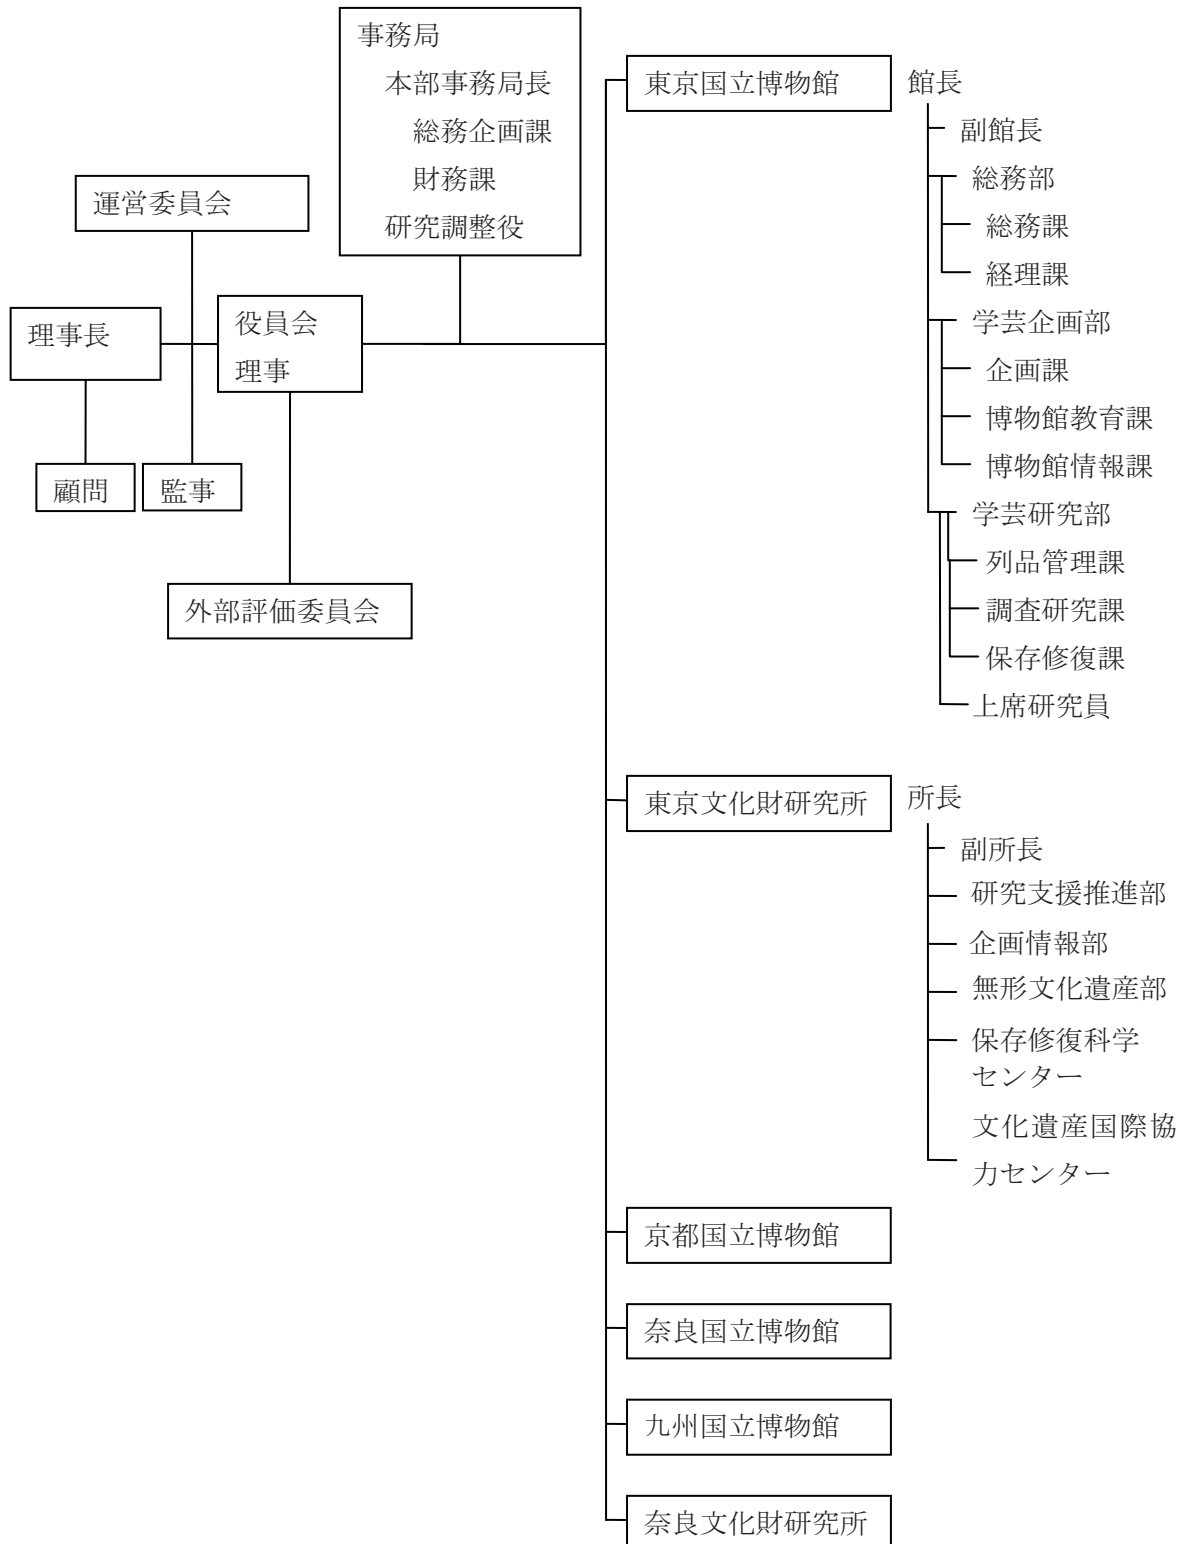 事務局
本部事務局長
総務企画課
財務課
研究調整役
運営委員会
理事長
役員会
理事
顧問
監事
外部評価委員会
東京国立博物館
館長
副館長
総務部
総務課
経理課
学芸企画部
企画課
博物館教育課
博物館情報課
学芸研究部
列品管理課
調査研究課
保存修復課
上席研究員
東京文化財研究所
所長
副所長
研究支援推進部
企画情報部
無形文化遺産部
保存修復科学
センター
文化遺産国際協
力センター
京都国立博物館
奈良国立博物館
九州国立博物館
奈良文化財研究所